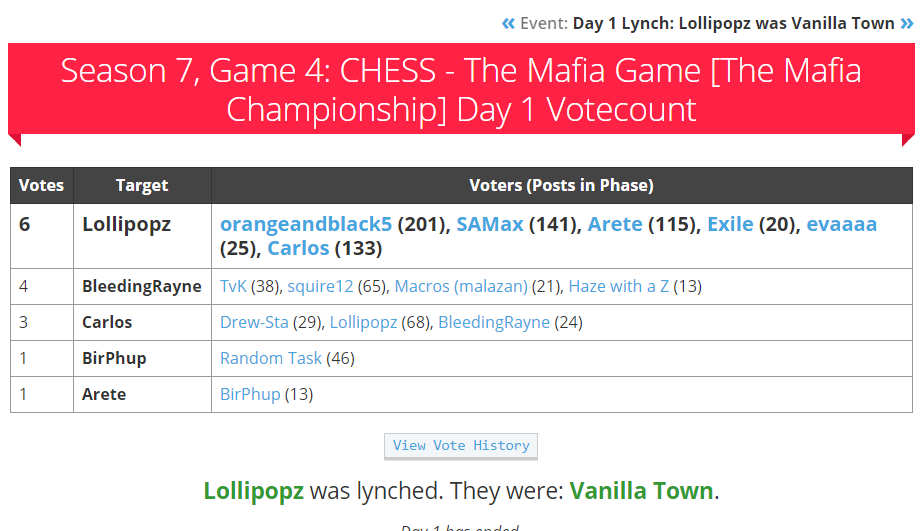 « Event: Day 1 Lynch: Lollipopz was Vanilla Town »
Season 7, Game 4: CHESS - The Mafia Game [The Mafia
Championship] Day 1 Votecount
Votes Target Voters (Posts in Phase)
6 Lollipopz orangeandblack5 (201), SAMax (141), Arete (115), Exile (20), evaaaa
(25), Carlos (133)
4 BleedingRayne TvK (38), squire12 (65), Macros (malazan) (21), Haze with a Z (13)
3 Carlos Drew-Sta (29), Lollipopz (68), BleedingRayne (24)
1 BirPhup Random Task (46)
1 Arete BirPhup (13)
View Vote History
Lollipopz was lynched. They were: Vanilla Town.
Day 1 has ended